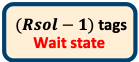 (Rsol − 1) tags
Wait state